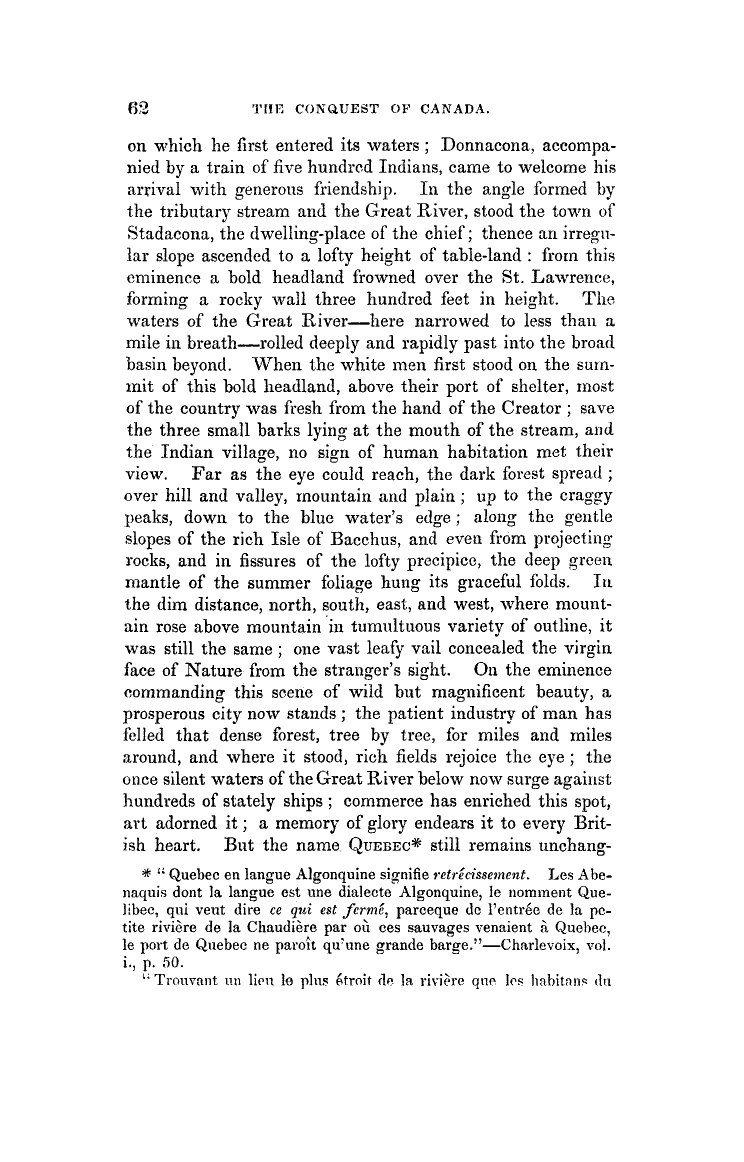 62 THE CONQUEST OF CANADA.
on which he first entered its waters ; Donnacona, accompa-
nied by a train of five hundred Indians, came to welcome his
arrival with generous friendship. In the angle formed by
the tributary stream and the Great River, stood the town of
Stadacona, the dwelling-place of the chief ; thence an irregu-
lar slope ascended to a lofty height of table-land : from this
eminence a bold headland frowned over the St. Lawrence,
forming a rocky wall three hundred feet in height. The
waters of the Great River—here narrowed to less than a
mile in breath—rolled deeply and rapidly past into the broad
basin beyond. When the white men first stood on the sum-
mit of this bold headland, above their port of shelter, most
of the country was fresh from the hand of the Creator ; save
the three small barks lying at the mouth of the stream, and
the Indian village, no sign of human habitation met their
view. Far as the eye could reach, the dark forest spread ;
over hill and valley, mountain and plain ; up to the craggy
peaks, down to the blue water's edge ; along the gentle
slopes of the rich Isle of Bacchus, and even from projecting
rocks, and in fissures of the lofty precipice, the deep green
mantle of the summer foliage hung its graceful folds. In
the dim distance, north, south, east, and west, where mount-
ain rose above mountain in tumultuous variety of outline, it
was still the same ; one vast leafy vail concealed the virgin
face of Nature from the stranger's sight. On the eminence
commanding this scene of wild but magnificent beauty, a
prosperous city now stands ; the patient industry of man has
felled that dense forest, tree by tree, for miles and miles
around, and where it stood, rich fields rejoice the eye ; the
once silent waters of the Great River below now surge against
hundreds of stately ships ; commerce has enriched this spot,
art adorned it ; a memory of glory endears it to every Brit-
ish heart. But the name QUEBEC* still remains unchang-
* “ Quebec en langue Algonquine signifie retrécissement. Les Abe-
naquis dont la langue est une dialecte Algonquine, le nomment Que-
libec, qui veut dire ce qui est fermé, parceque de l'entrée de la pe-
tite rivière de la Chaudière par où ces sauvages venaient à Quebec,
le port de Quebec ne paroît qu'une grande barge.”—Charlevoix, vol.
i., p. 50.
“ Trouvant un lieu le plus étroit de la rivière que les habitans du